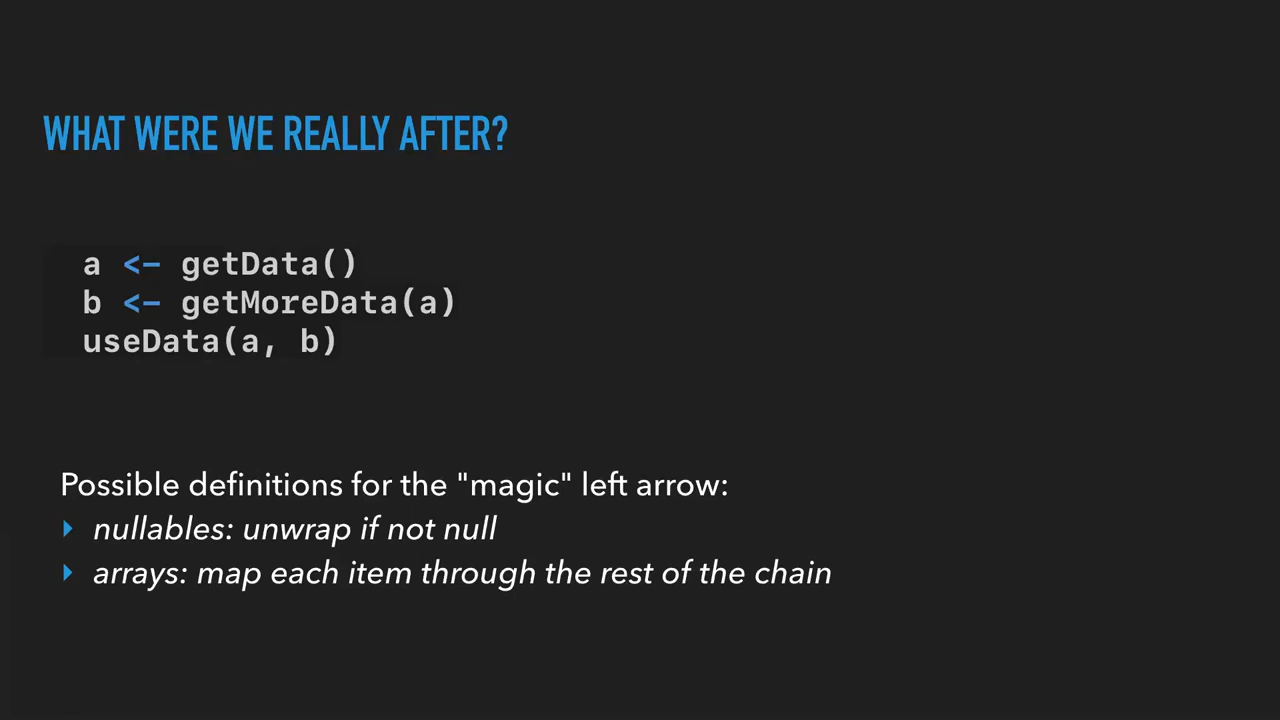 WHAT WERE WE REALLY AFTER?
a <- getData()
b <- getMoreData(a)
useData(a, b)
Possible definitions for the "magic" left arrow:
nullables: unwrap if not null
arrays: map each item through the rest of the chain